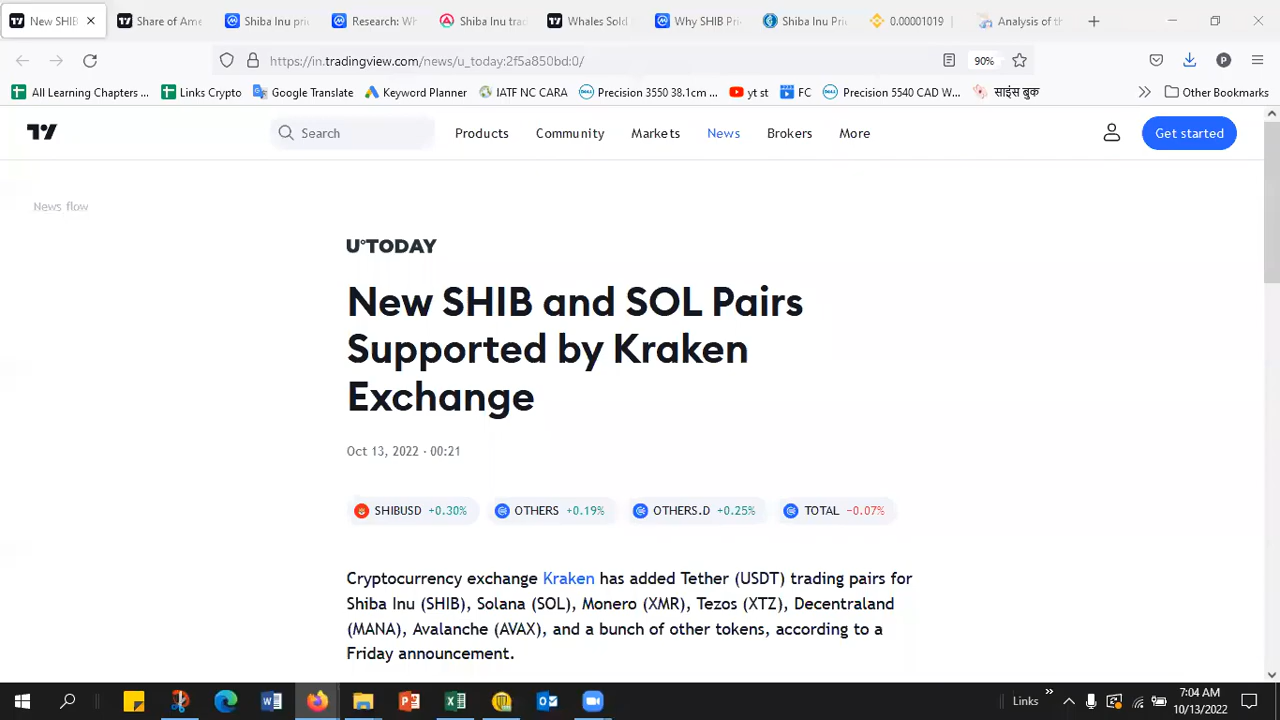 New SHIB
Share of Ame
Shiba Inu pri
Research: Wh
Shiba Inu tra
Whales Sold
Why SHIB Pri
Shiba Inu Pri
0.00001019
Analysis of th
https://in.tradingview.com/news/u_today:2f5a850bd:0/
90%
P
All Learning Chapters ...
Links Crypto
Google Translate
Keyword Planner
IATF NC CARA
Precision 3550 38.1cm ...
yt st
FC
Precision 5540 CAD W...
साइंस बुक
Other Bookmarks
Search
Products
Community
Markets
News
Brokers
More
Get started
News flow
U°TODAY
New SHIB and SOL Pairs
Supported by Kraken
Exchange
Oct 13, 2022 · 00:21
SHIBUSD +0.30%
OTHERS +0.19%
OTHERS.D +0.25%
TOTAL −0.07%
Cryptocurrency exchange Kraken has added Tether (USDT) trading pairs for
Shiba Inu (SHIB), Solana (SOL), Monero (XMR), Tezos (XTZ), Decentraland
(MANA), Avalanche (AVAX), and a bunch of other tokens, according to a
Friday announcement.
Links
7:04 AM
10/13/2022